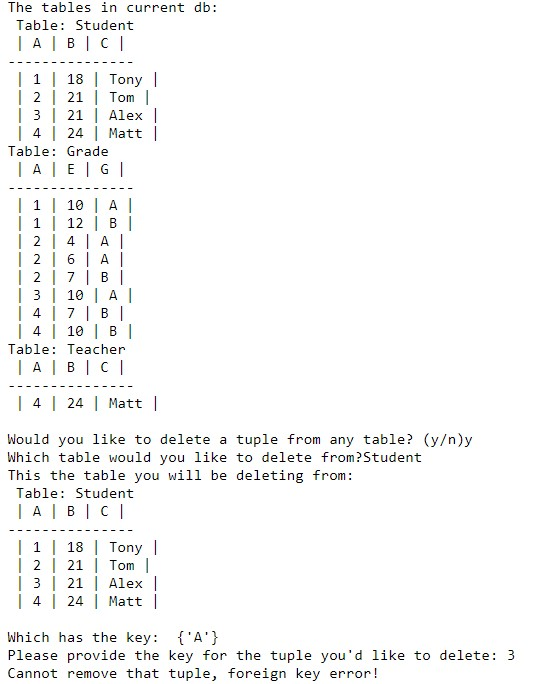 The tables in current db:
Table: Student
| A | B | C |
---------------
| 1 | 18 | Tony |
| 2 | 21 | Tom |
| 3 | 21 | Alex |
| 4 | 24 | Matt |
Table: Grade
| A | E | G |
---------------
| 1 | 10 | A |
| 1 | 12 | B |
| 2 | 4 | A |
| 2 | 6 | A |
| 2 | 7 | B |
| 3 | 10 | A |
| 4 | 7 | B |
| 4 | 10 | B |
Table: Teacher
| A | B | C |
---------------
| 4 | 24 | Matt |
Would you like to delete a tuple from any table? (y/n)y
Which table would you like to delete from?Student
This the table you will be deleting from:
Table: Student
| A | B | C |
---------------
| 1 | 18 | Tony |
| 2 | 21 | Tom |
| 3 | 21 | Alex |
| 4 | 24 | Matt |
Which has the key:  {'A'}
Please provide the key for the tuple you'd like to delete: 3
Cannot remove that tuple, foreign key error!